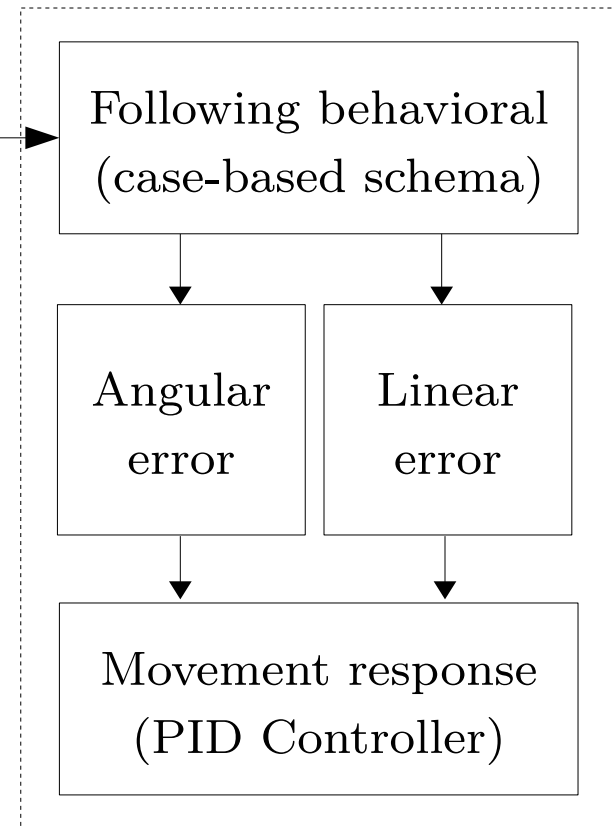 Following behavioral
(case-based schema)
Angular
error
Linear
error
Movement response
(PID Controller)